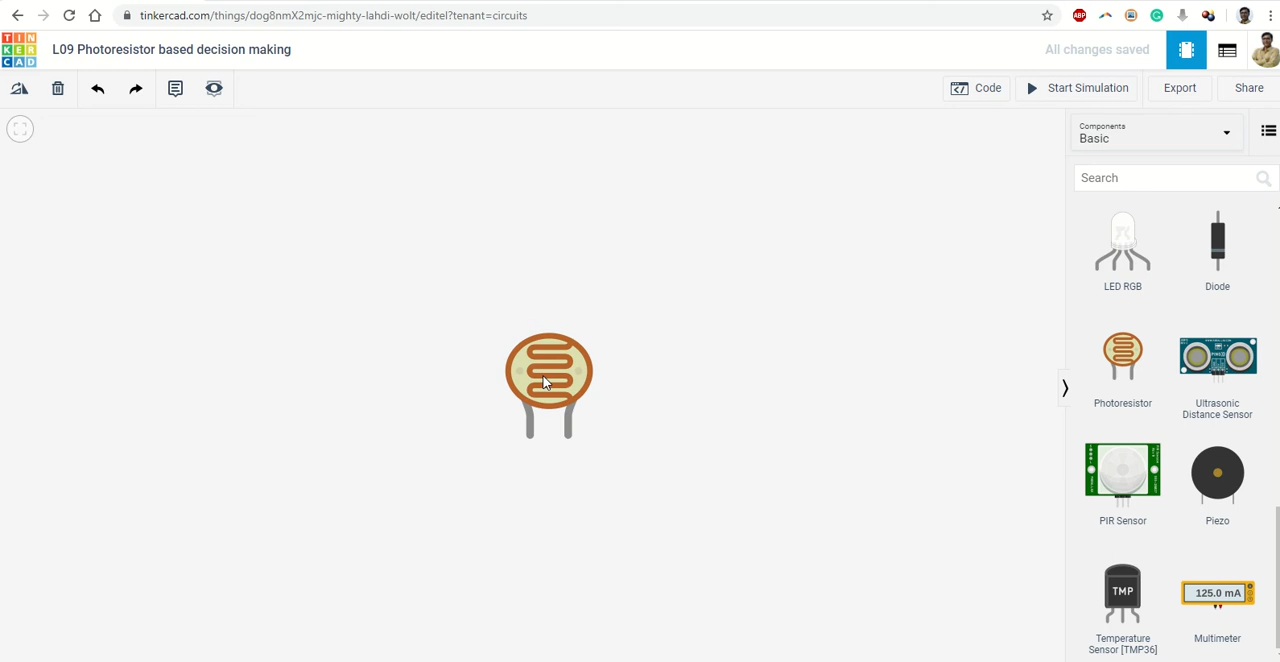 tinkercad.com/things/dog8nmX2mjc-mighty-lahdi-wolt/editel?tenant=circuits
ABP
TIN
KER
CAD
L09 Photoresistor based decision making
All changes saved
Code
Start Simulation
Export
Share
Components
Basic
Search
LED RGB
Diode
Photoresistor
Ultrasonic
Distance Sensor
PIR Sensor
Piezo
TMP
125.0 mA
Temperature
Sensor [TMP36]
Multimeter